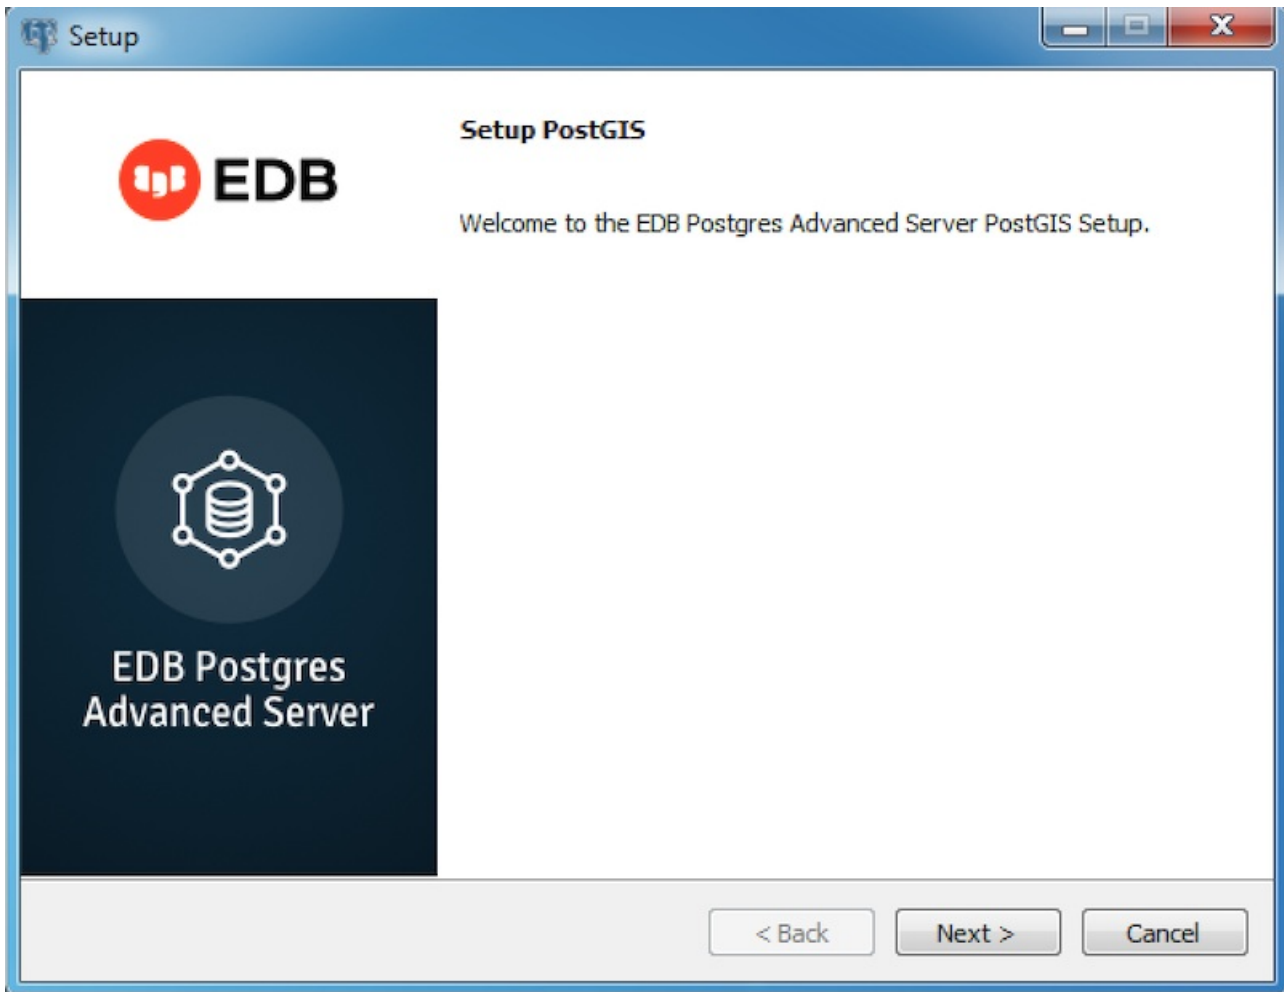 Setup
EDB
Setup PostGIS
Welcome to the EDB Postgres Advanced Server PostGIS Setup.
EDB Postgres
Advanced Server
< Back
Next >
Cancel